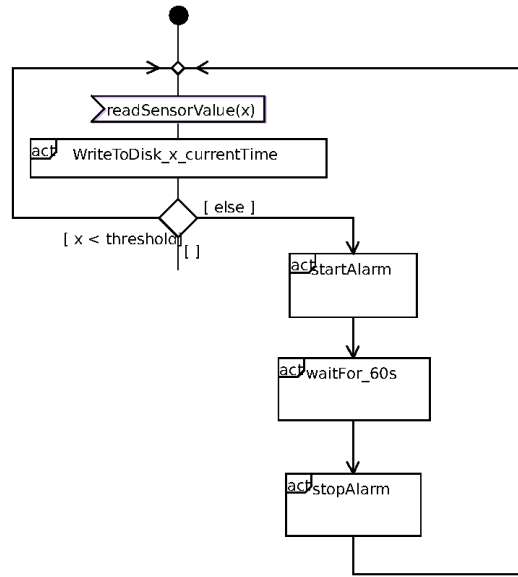 readSensorValue(x)
act
WriteToDisk_x_currentTime
[ else ]
[ x < threshold]
[ ]
act
startAlarm
act
waitFor_60s
act
stopAlarm